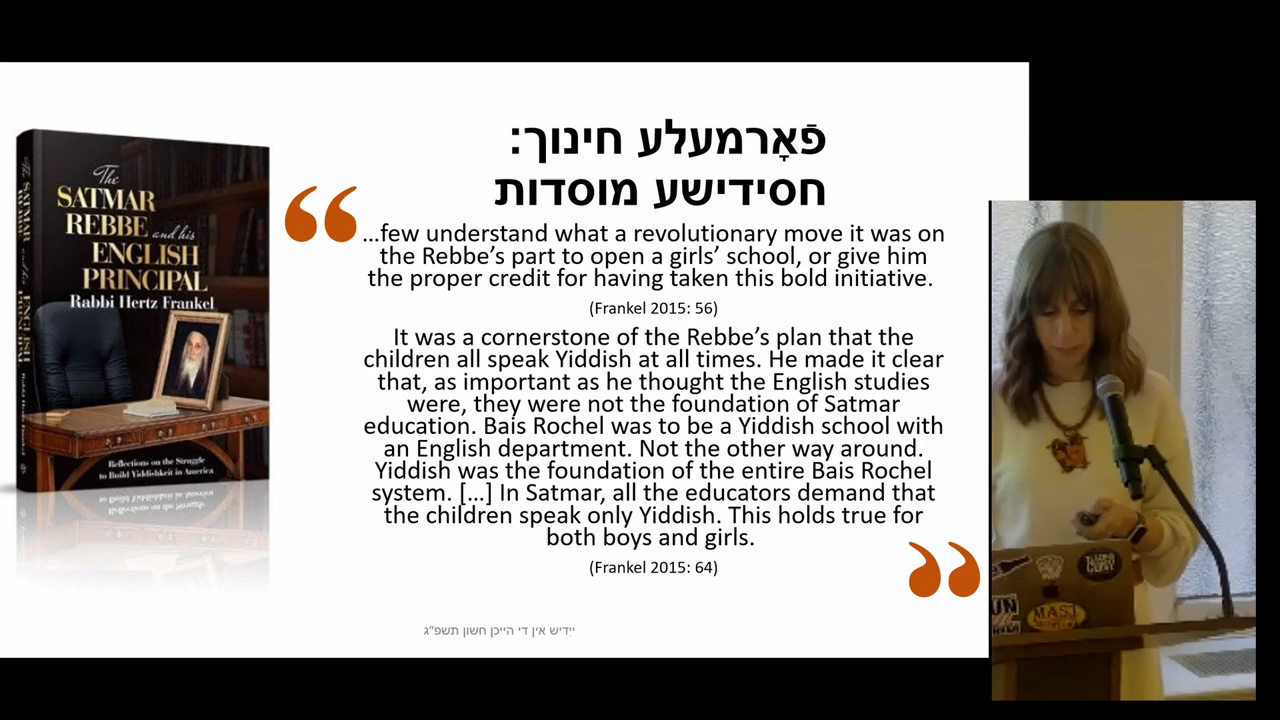 פֿאָרמעלע חינוך:
חסידישע מוסדות
“
…few understand what a revolutionary move it was on
the Rebbe’s part to open a girls’ school, or give him
the proper credit for having taken this bold initiative.
(Frankel 2015: 56)
It was a cornerstone of the Rebbe’s plan that the
children all speak Yiddish at all times. He made it clear
that, as important as he thought the English studies
were, they were not the foundation of Satmar
education. Bais Rochel was to be a Yiddish school with
an English department. Not the other way around.
Yiddish was the foundation of the entire Bais Rochel
system. […] In Satmar, all the educators demand that
the children speak only Yiddish. This holds true for
both boys and girls.
”
(Frankel 2015: 64)
ייִדיש אין די הייכן חשון תשפ״ג
The
SATMAR
REBBE and his
ENGLISH
PRINCIPAL
Rabbi Hertz Frankel
Reflections on the Struggle
to Build Yiddishkeit in America
MASJ